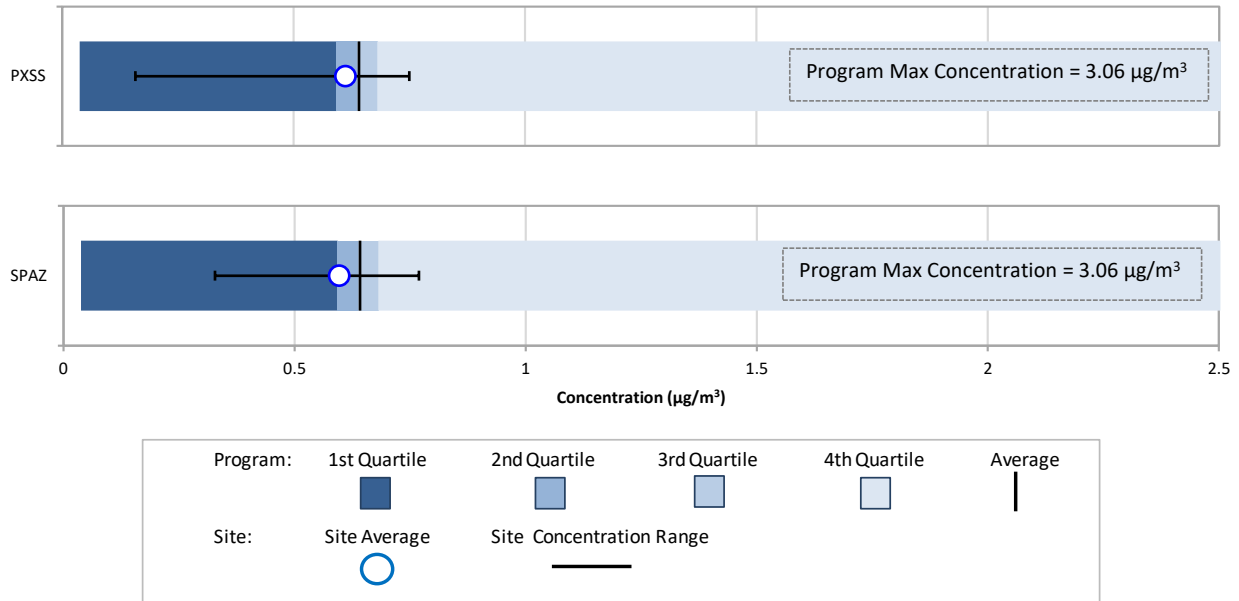 PXSS
Program Max Concentration = 3.06 µg/m³
SPAZ
Program Max Concentration = 3.06 µg/m³
0 0.5 1 1.5 2 2.5
Concentration (µg/m³)
Program: 1st Quartile 2nd Quartile 3rd Quartile 4th Quartile Average
Site: Site Average Site Concentration Range